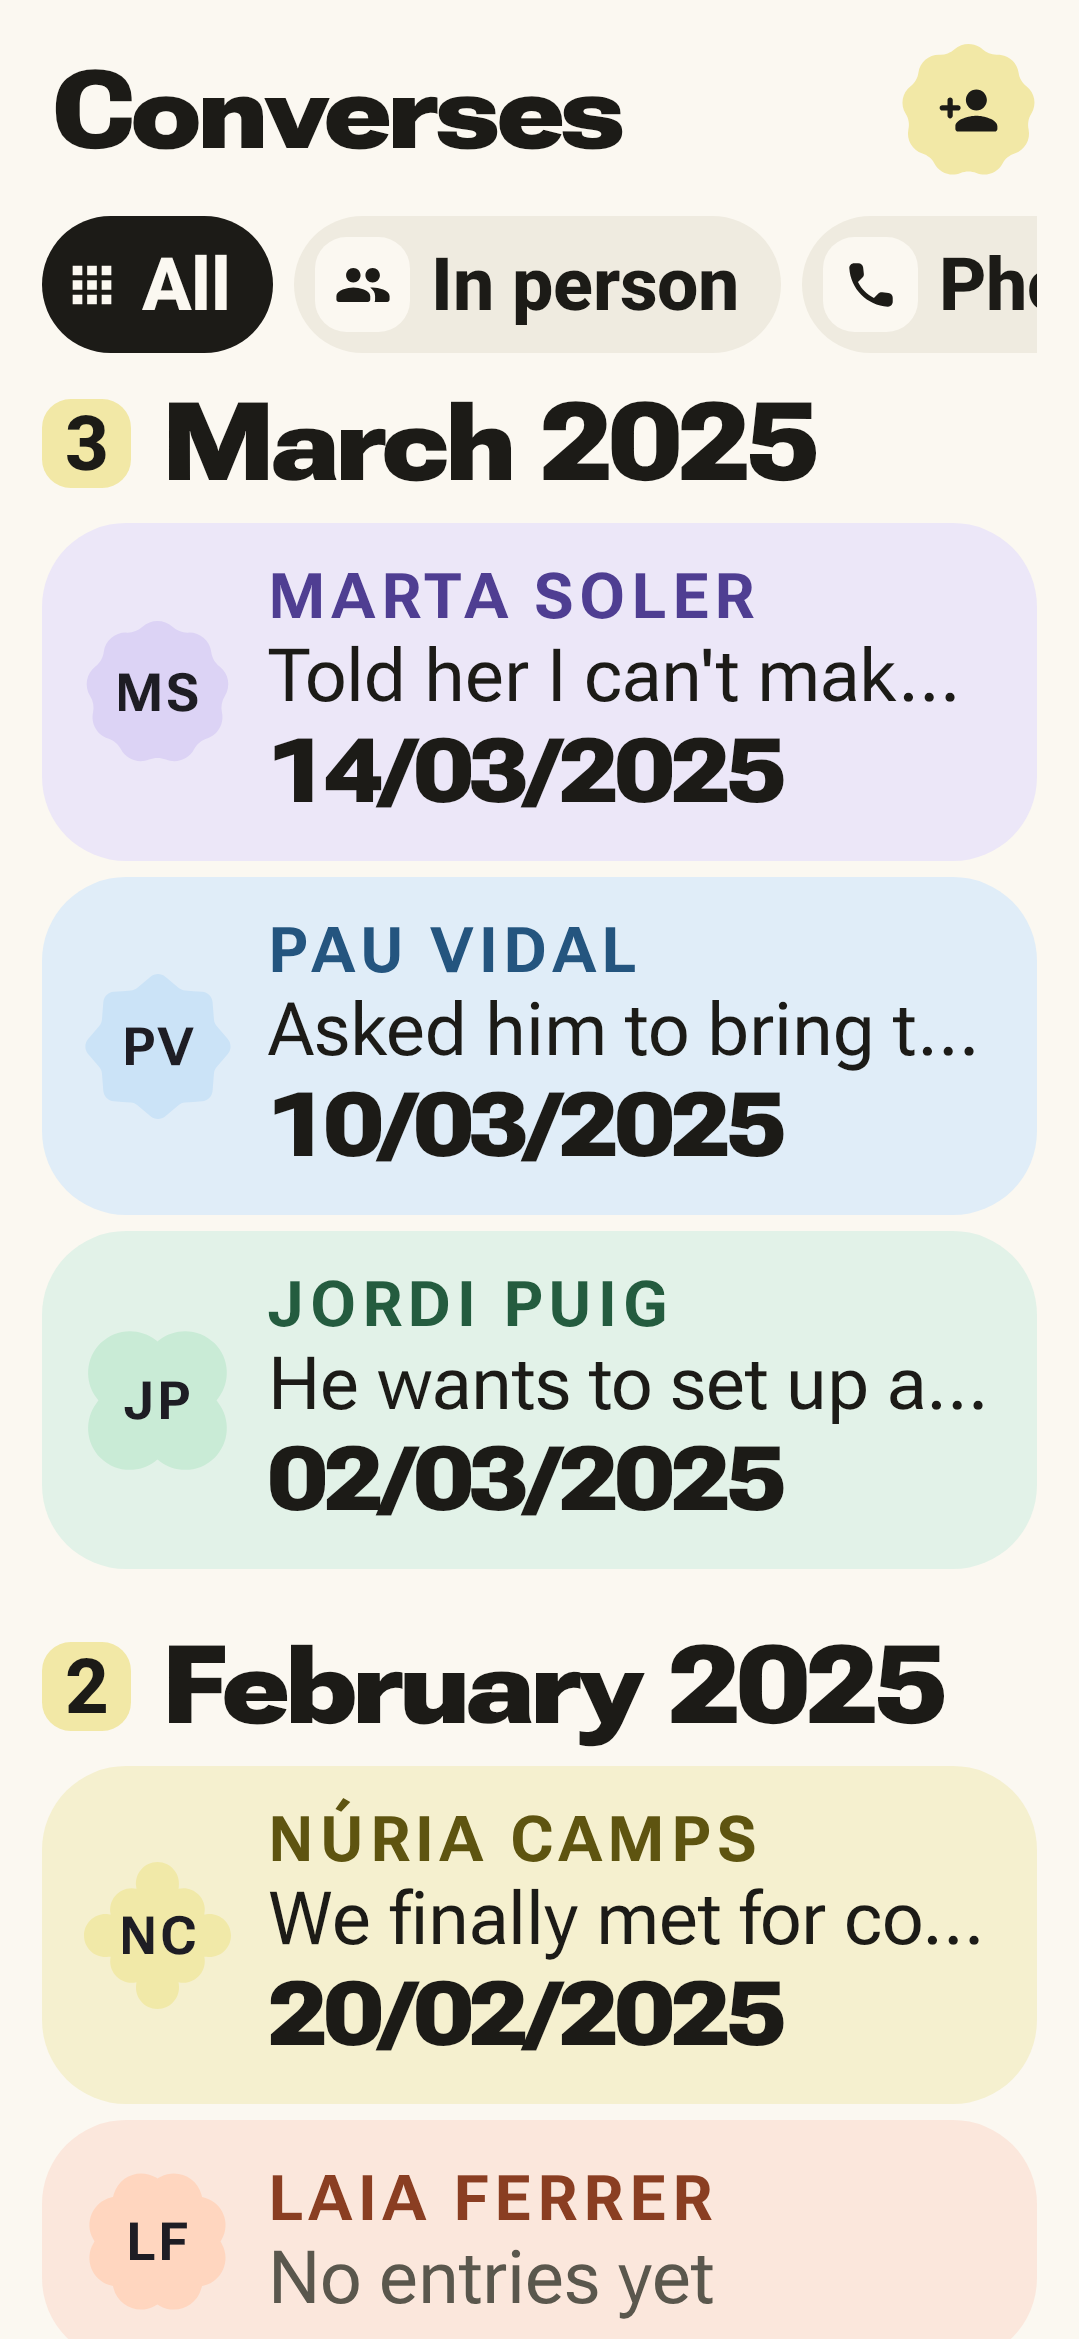 Converses
All
In person
Pho
3 March 2025
MARTA SOLER
Told her I can't mak...
MS
14/03/2025
PAU VIDAL
Asked him to bring t...
PV
10/03/2025
JORDI PUIG
He wants to set up a...
JP
02/03/2025
2 February 2025
NÚRIA CAMPS
We finally met for co...
NC
20/02/2025
LAIA FERRER
LF
No entries yet